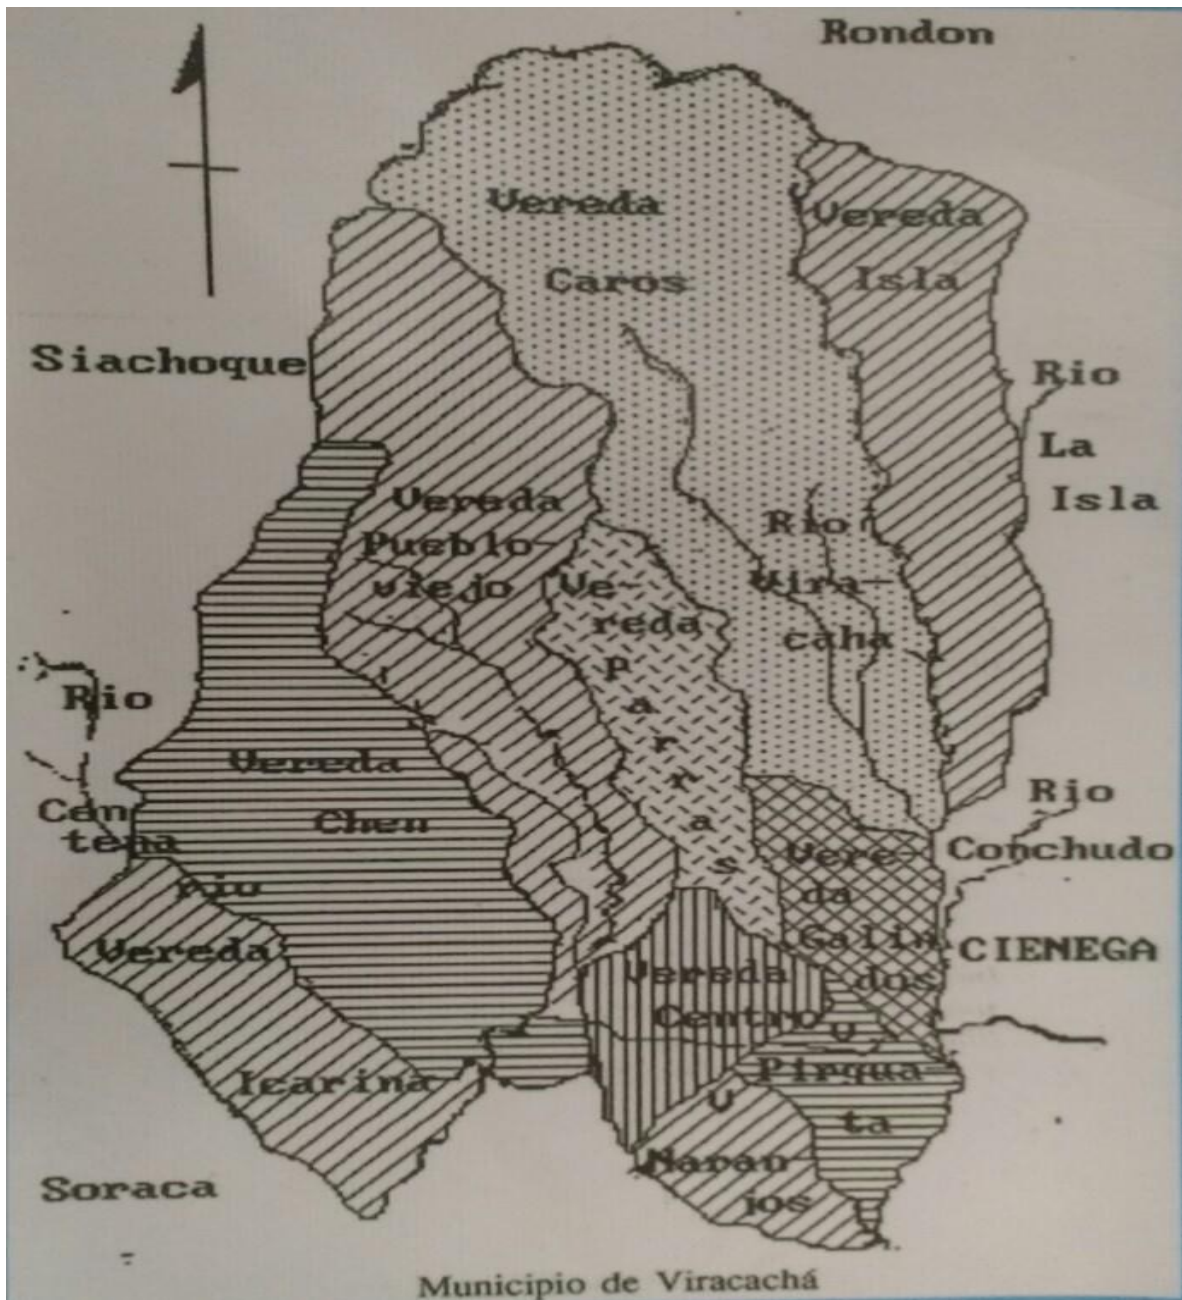 Rondon
Vereda
Caros
Vereda
Isla
Siachoque
Rio
La
Isla
Vereda
Pueblo-
viejo
Ve-
reda
P
a
r
r
a
s
Rio
Vira-
caha
Rio
Cen
tena
rio
Vereda
Chen
Rio
Conchudo
Vere-
da
Galin
dos
CIENEGA
Vereda
Icarina
Vereda
Centro
V
Pirgua-
ta
V
Naran
jos
Soraca
Municipio de Viracachá